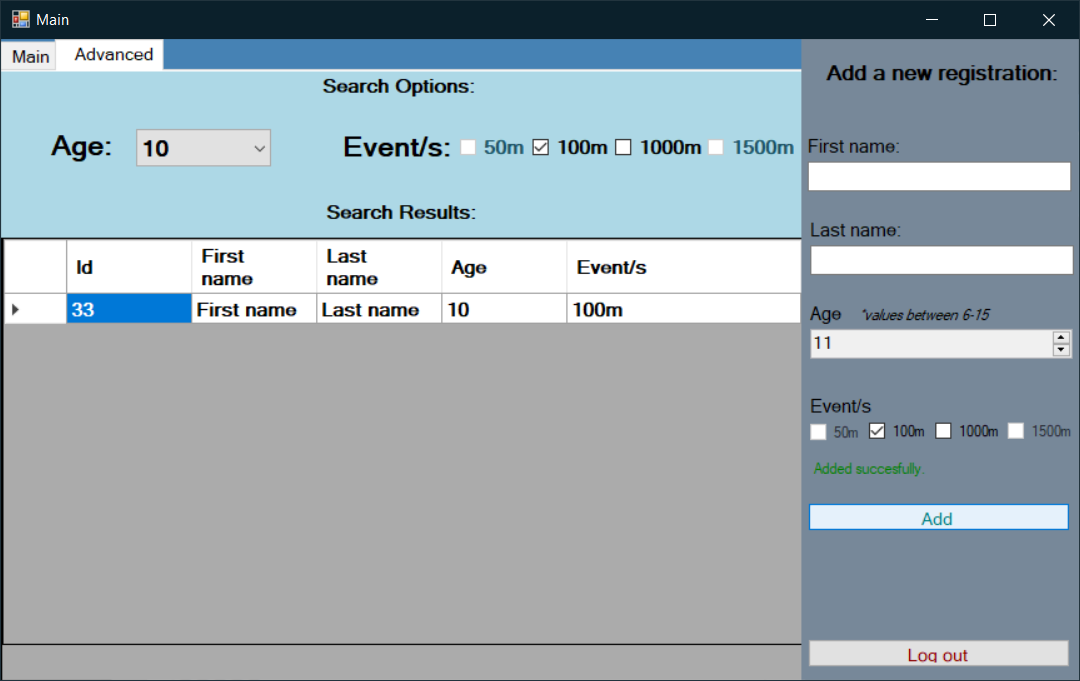 Main
Main Advanced
Search Options:
Age: 10 Event/s: 50m 100m 1000m 1500m
Search Results:
Id First name Last name Age Event/s
33 First name Last name 10 100m
Add a new registration:
First name:
Last name:
Age *values between 6-15
11
Event/s
50m 100m 1000m 1500m
Added succesfully.
Add
Log out